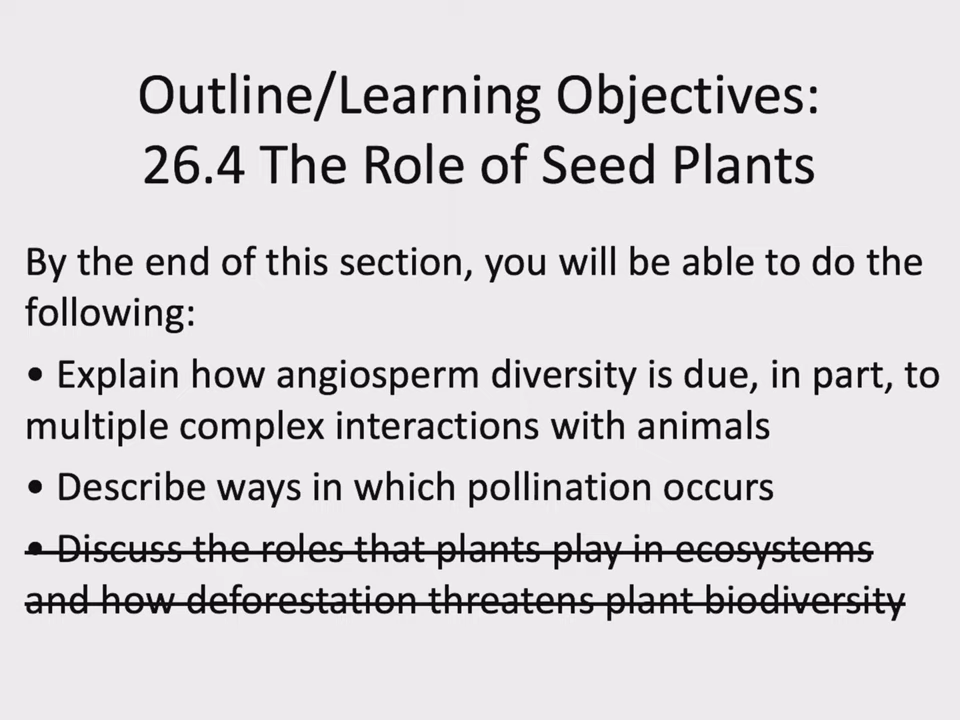 Outline/Learning Objectives:
26.4 The Role of Seed Plants
By the end of this section, you will be able to do the
following:
• Explain how angiosperm diversity is due, in part, to
multiple complex interactions with animals
• Describe ways in which pollination occurs
• Discuss the roles that plants play in ecosystems
and how deforestation threatens plant biodiversity